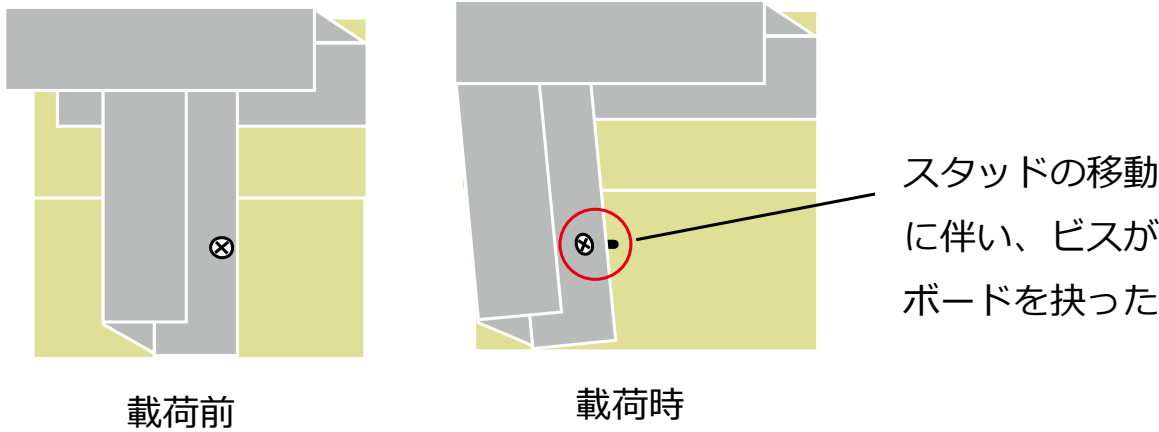 スタッドの移動
に伴い、ビスが
ボードを抉った
載荷前
載荷時